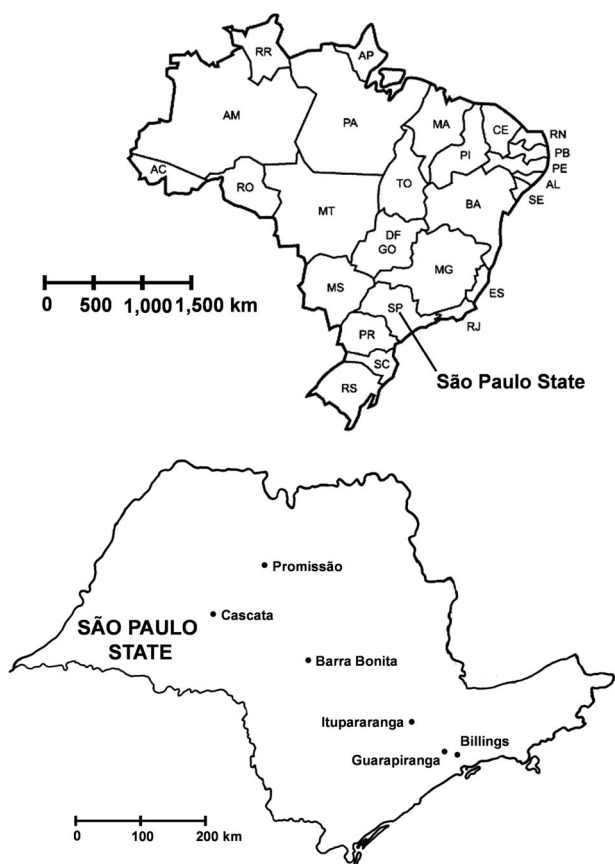 RR
AP
AM
PA
MA
CE
RN
PB
PE
AL
SE
PI
AC
RO
TO
BA
MT
DF
GO
MG
ES
MS
SP
RJ
PR
SC
RS
0 500 1,000 1,500 km
São Paulo State
Promissão
Cascata
SÃO PAULO
STATE
Barra Bonita
Itupararanga
Billings
Guarapiranga
0 100 200 km